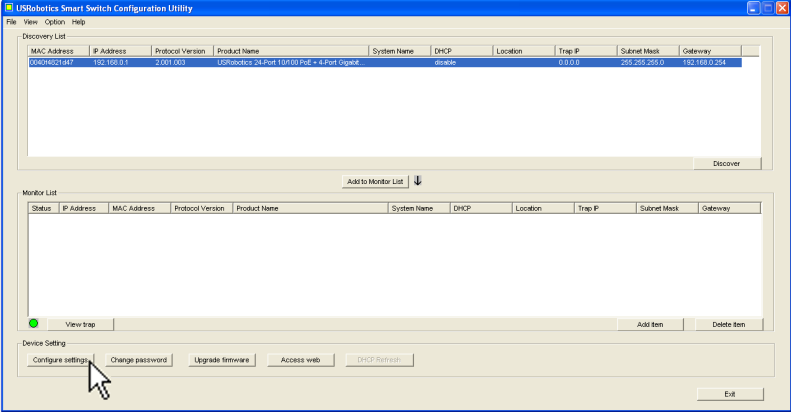 USRobotics Smart Switch Configuration Utility
File View Option Help
Discovery List
MAC Address IP Address Protocol Version Product Name System Name DHCP Location Trap IP Subnet Mask Gateway
0040f4821d47 192.168.0.1 2.001.003 USRobotics 24-Port 10/100 PoE + 4-Port Gigabit... disable 0.0.0.0 255.255.255.0 192.168.0.254
Discover
Add to Monitor List
Monitor List
Status IP Address MAC Address Protocol Version Product Name System Name DHCP Location Trap IP Subnet Mask Gateway
View trap Add item Delete item
Device Setting
Configure settings Change password Upgrade firmware Access web DHCP Refresh
Exit